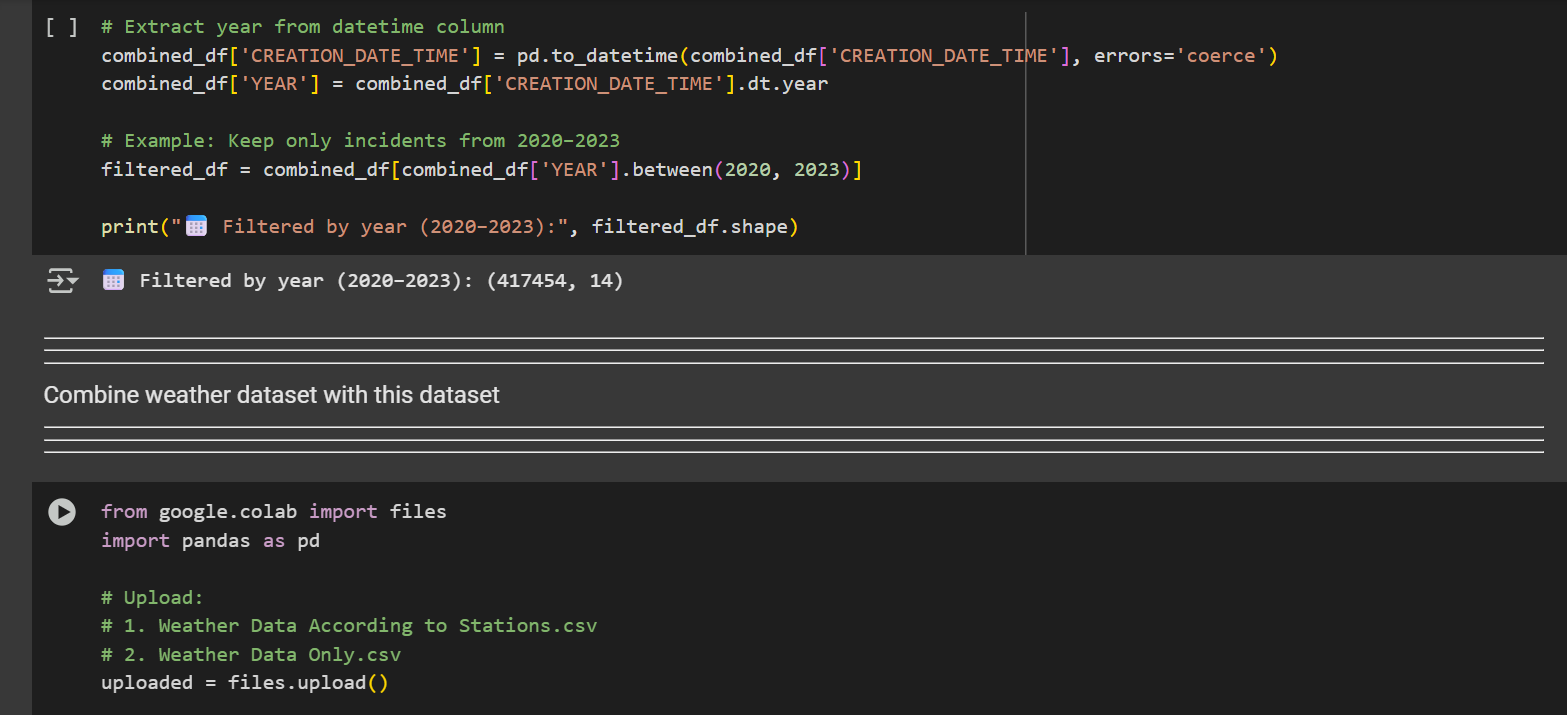 [ ] # Extract year from datetime column
combined_df['CREATION_DATE_TIME'] = pd.to_datetime(combined_df['CREATION_DATE_TIME'], errors='coerce')
combined_df['YEAR'] = combined_df['CREATION_DATE_TIME'].dt.year
# Example: Keep only incidents from 2020–2023
filtered_df = combined_df[combined_df['YEAR'].between(2020, 2023)]
print("📅 Filtered by year (2020–2023):", filtered_df.shape)
📅 Filtered by year (2020–2023): (417454, 14)
Combine weather dataset with this dataset
from google.colab import files
import pandas as pd
# Upload:
# 1. Weather Data According to Stations.csv
# 2. Weather Data Only.csv
uploaded = files.upload()